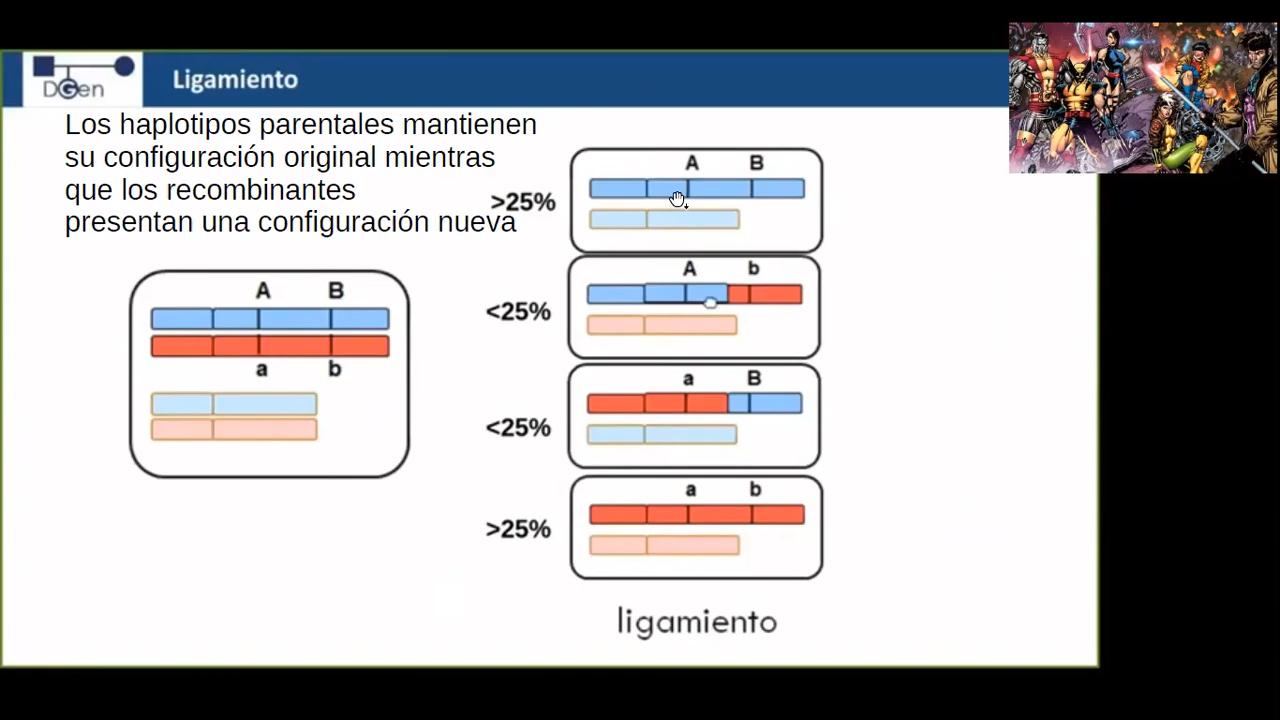 DGen
Ligamiento
Los haplotipos parentales mantienen
su configuración original mientras
que los recombinantes
presentan una configuración nueva
A B
a b
>25%
A B
<25%
A b
<25%
a B
>25%
a b
ligamiento